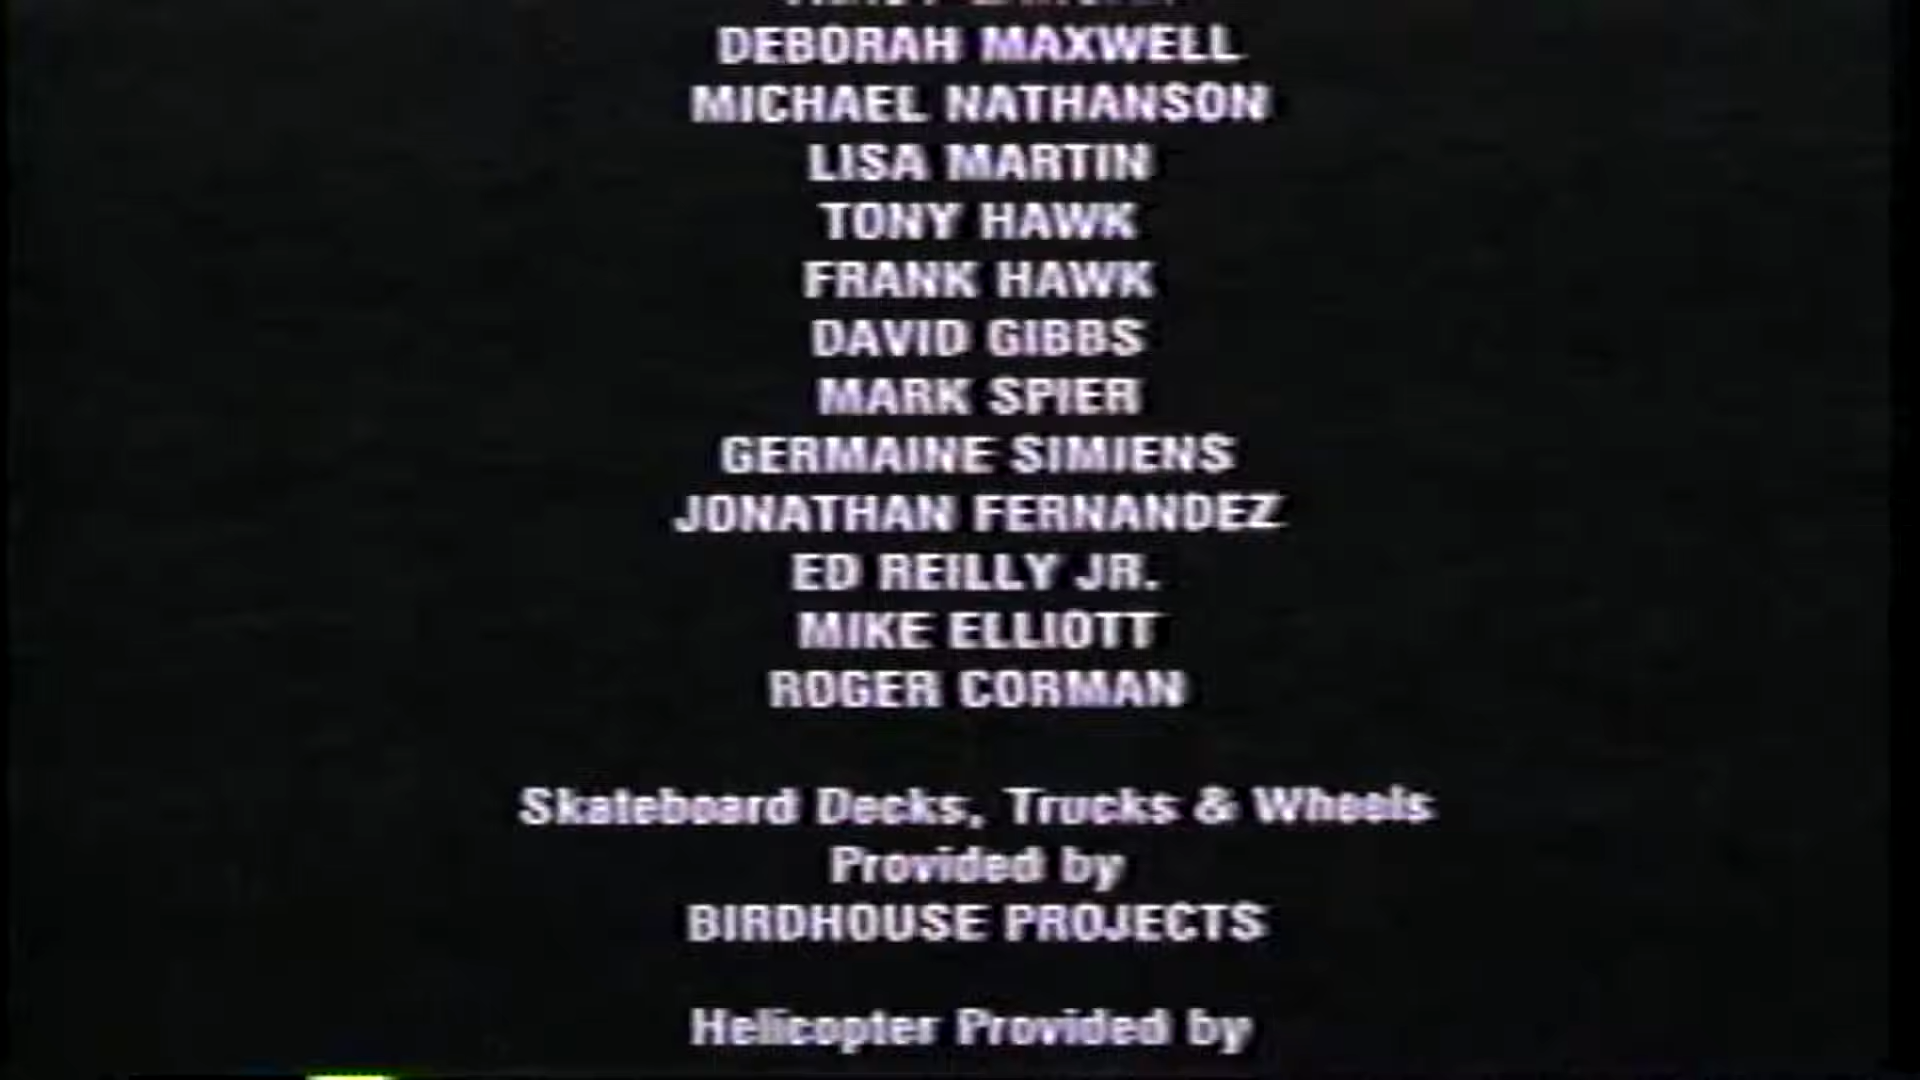 DEBORAH MAXWELL
MICHAEL NATHANSON
LISA MARTIN
TONY HAWK
FRANK HAWK
DAVID GIBBS
MARK SPIER
GERMAINE SIMIENS
JONATHAN FERNANDEZ
ED REILLY JR.
MIKE ELLIOTT
ROGER CORMAN
Skateboard Decks, Trucks & Wheels
Provided by
BIRDHOUSE PROJECTS
Helicopter Provided by